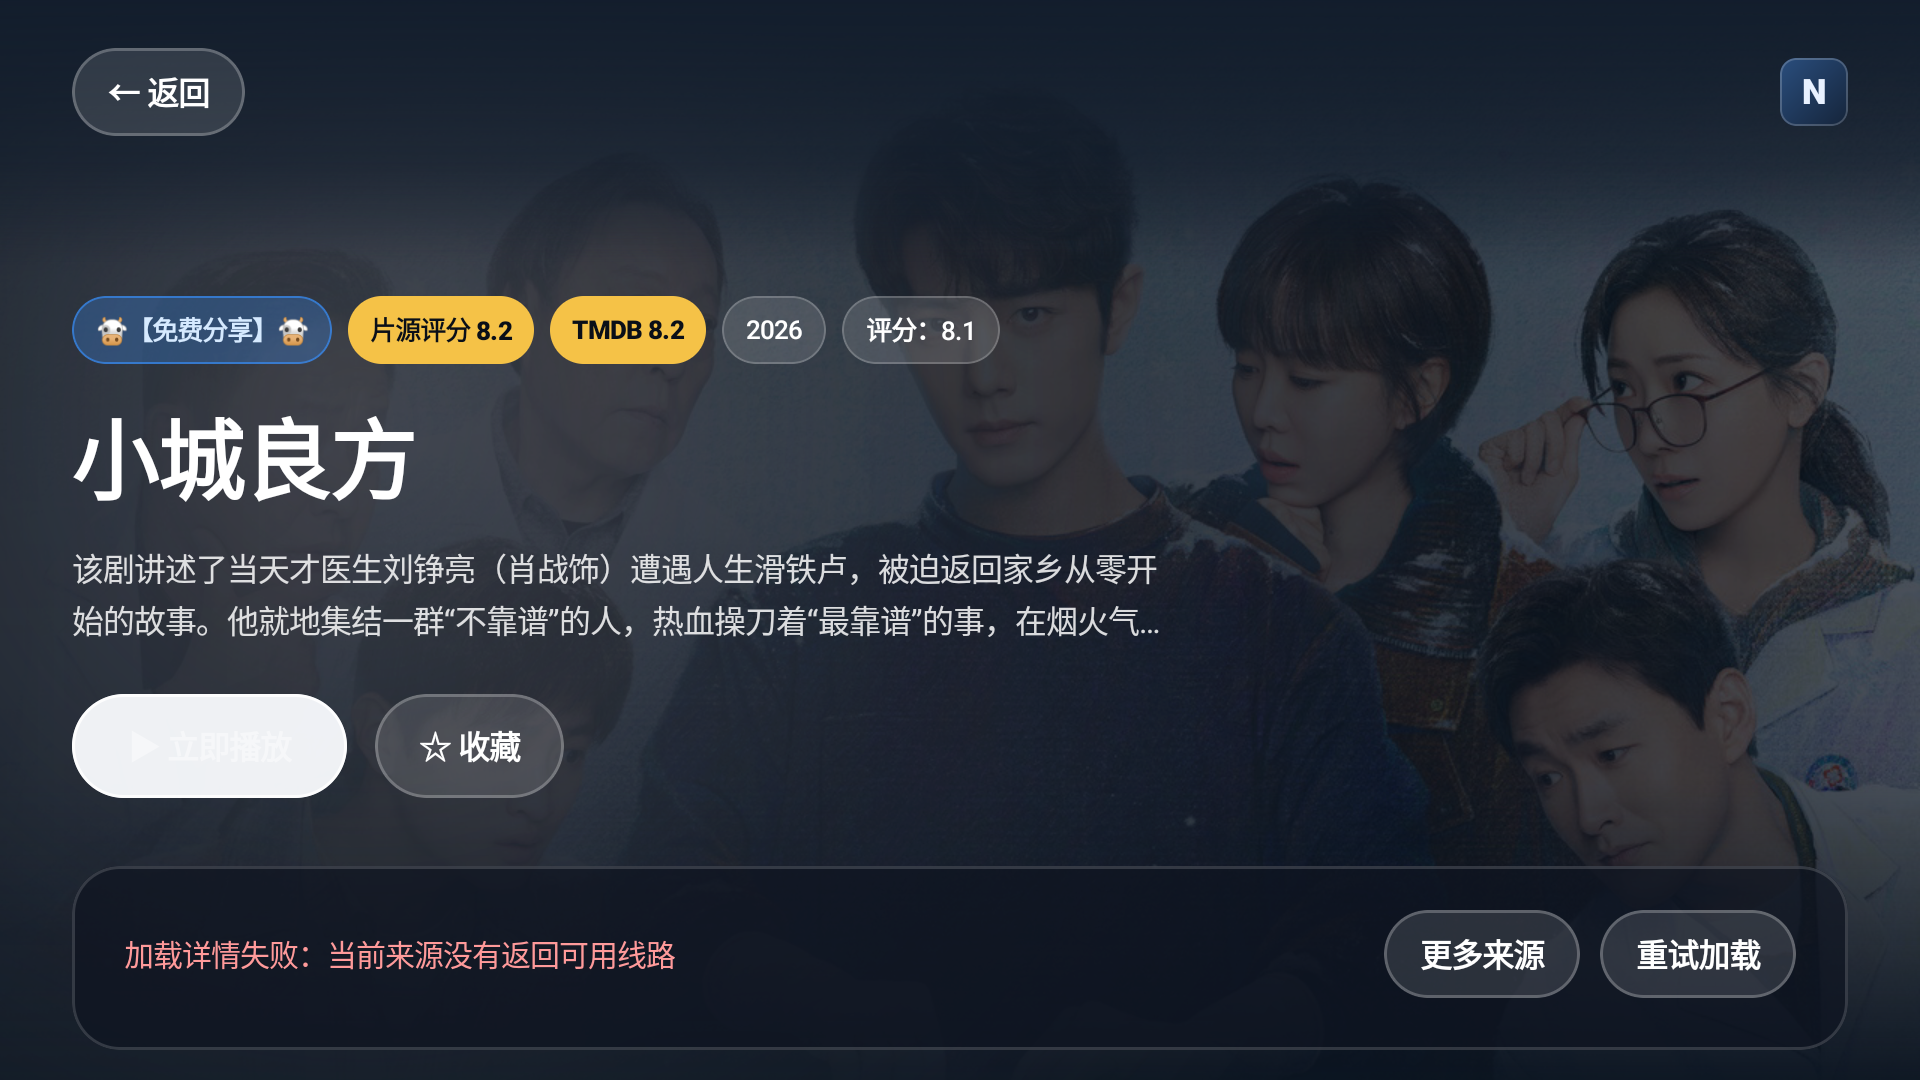 ← 返回
N
🐮【免费分享】🐮
片源评分 8.2
TMDB 8.2
2026
评分：8.1
小城良方
该剧讲述了当天才医生刘铮亮（肖战饰）遭遇人生滑铁卢，被迫返回家乡从零开
始的故事。他就地集结一群“不靠谱”的人，热血操刀着“最靠谱”的事，在烟火气...
▶ 立即播放
☆ 收藏
加载详情失败：当前来源没有返回可用线路
更多来源
重试加载